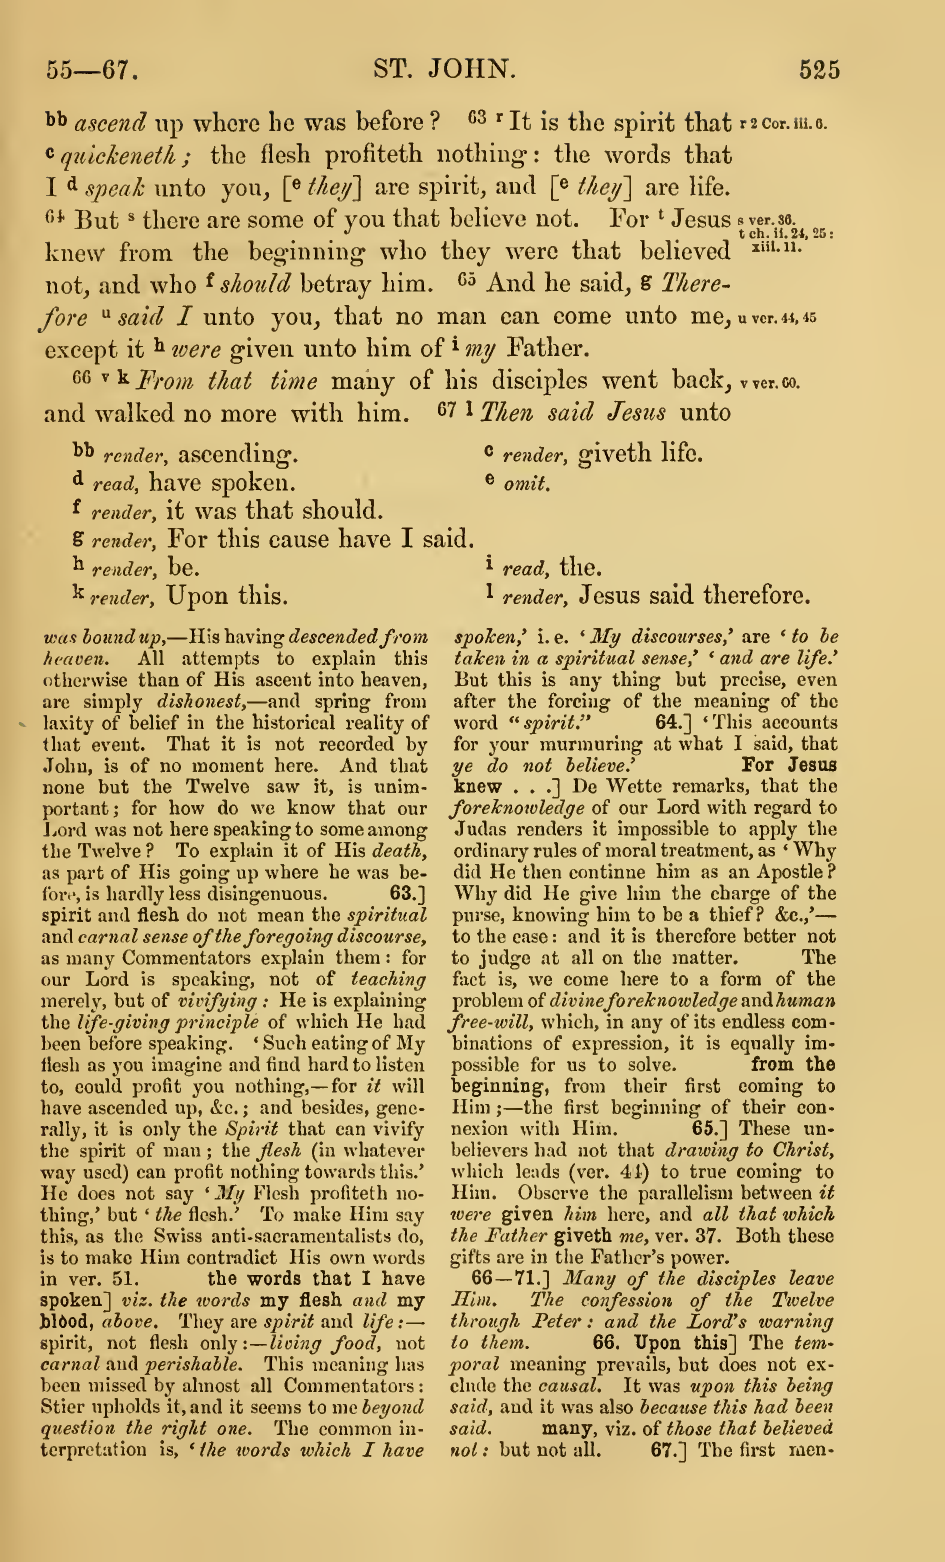 55—67. ST. JOHN. 525
bb ascend up where he was before? 63 r It is the spirit that r 2 Cor. iii. 6.
c quickeneth; the flesh profiteth nothing: the words that
I d speak unto you, [e they] are spirit, and [e they] are life.
64 But s there are some of you that believe not. For t Jesus s ver. 36.
t ch. ii. 24, 25:
knew from the beginning who they were that believed xiii. 11.
not, and who f should betray him. 65 And he said, g There-
fore u said I unto you, that no man can come unto me, u ver. 44, 45
except it h were given unto him of i my Father.
66 v k From that time many of his disciples went back, v ver. 60.
and walked no more with him. 67 l Then said Jesus unto
bb render, ascending. c render, giveth life.
d read, have spoken. e omit.
f render, it was that should.
g render, For this cause have I said.
h render, be. i read, the.
k render, Upon this. l render, Jesus said therefore.
was bound up,—His having descended from
heaven. All attempts to explain this
otherwise than of His ascent into heaven,
are simply dishonest,—and spring from
laxity of belief in the historical reality of
that event. That it is not recorded by
John, is of no moment here. And that
none but the Twelve saw it, is unim-
portant; for how do we know that our
Lord was not here speaking to some among
the Twelve? To explain it of His death,
as part of His going up where he was be-
fore, is hardly less disingenuous. 63.]
spirit and flesh do not mean the spiritual
and carnal sense of the foregoing discourse,
as many Commentators explain them: for
our Lord is speaking, not of teaching
merely, but of vivifying: He is explaining
the life-giving principle of which He had
been before speaking. ‘Such eating of My
flesh as you imagine and find hard to listen
to, could profit you nothing,—for it will
have ascended up, &c.; and besides, gene-
rally, it is only the Spirit that can vivify
the spirit of man; the flesh (in whatever
way used) can profit nothing towards this.’
He does not say ‘My Flesh profiteth no-
thing,’ but ‘the flesh.’ To make Him say
this, as the Swiss anti-sacramentalists do,
is to make Him contradict His own words
in ver. 51. the words that I have
spoken] viz. the words my flesh and my
blood, above. They are spirit and life:—
spirit, not flesh only:—living food, not
carnal and perishable. This meaning has
been missed by almost all Commentators:
Stier upholds it, and it seems to me beyond
question the right one. The common in-
terpretation is, ‘the words which I have
spoken,’ i. e. ‘My discourses,’ are ‘to be
taken in a spiritual sense,’ ‘and are life.’
But this is any thing but precise, even
after the forcing of the meaning of the
word “spirit.” 64.] ‘This accounts
for your murmuring at what I said, that
ye do not believe.’ For Jesus
knew . . .] De Wette remarks, that the
foreknowledge of our Lord with regard to
Judas renders it impossible to apply the
ordinary rules of moral treatment, as ‘Why
did He then continue him as an Apostle?
Why did He give him the charge of the
purse, knowing him to be a thief? &c.,’—
to the case: and it is therefore better not
to judge at all on the matter. The
fact is, we come here to a form of the
problem of divine foreknowledge and human
free-will, which, in any of its endless com-
binations of expression, it is equally im-
possible for us to solve. from the
beginning, from their first coming to
Him;—the first beginning of their con-
nexion with Him. 65.] These un-
believers had not that drawing to Christ,
which leads (ver. 44) to true coming to
Him. Observe the parallelism between it
were given him here, and all that which
the Father giveth me, ver. 37. Both these
gifts are in the Father's power.
66—71.] Many of the disciples leave
Him. The confession of the Twelve
through Peter: and the Lord's warning
to them. 66. Upon this] The tem-
poral meaning prevails, but does not ex-
clude the causal. It was upon this being
said, and it was also because this had been
said. many, viz. of those that believed
not: but not all. 67.] The first men-